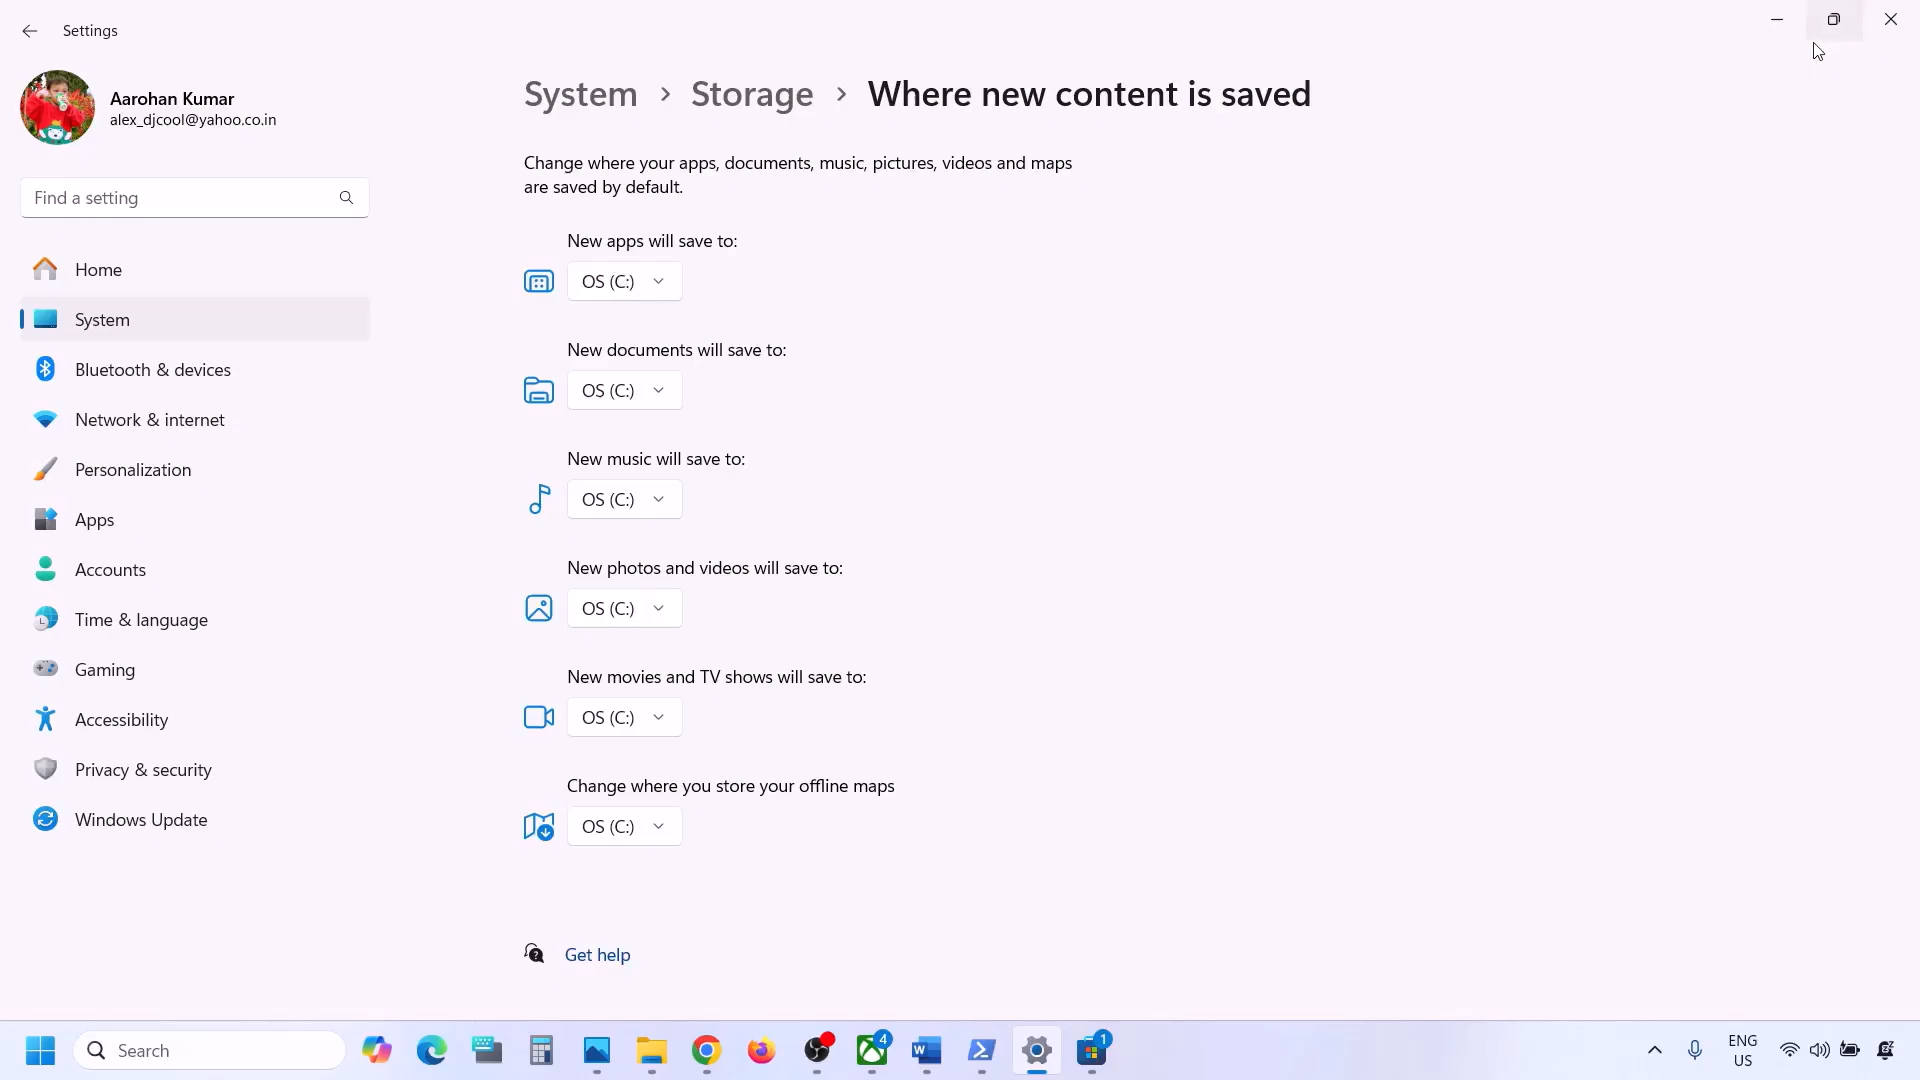 Settings
Aarohan Kumar
alex_djcool@yahoo.co.in
Find a setting
Home
System
Bluetooth & devices
Network & internet
Personalization
Apps
Accounts
Time & language
Gaming
Accessibility
Privacy & security
Windows Update
System > Storage > Where new content is saved
Change where your apps, documents, music, pictures, videos and maps
are saved by default.
New apps will save to:
OS (C:)
New documents will save to:
OS (C:)
New music will save to:
OS (C:)
New photos and videos will save to:
OS (C:)
New movies and TV shows will save to:
OS (C:)
Change where you store your offline maps
OS (C:)
Get help
Search
4
1
ENG
US